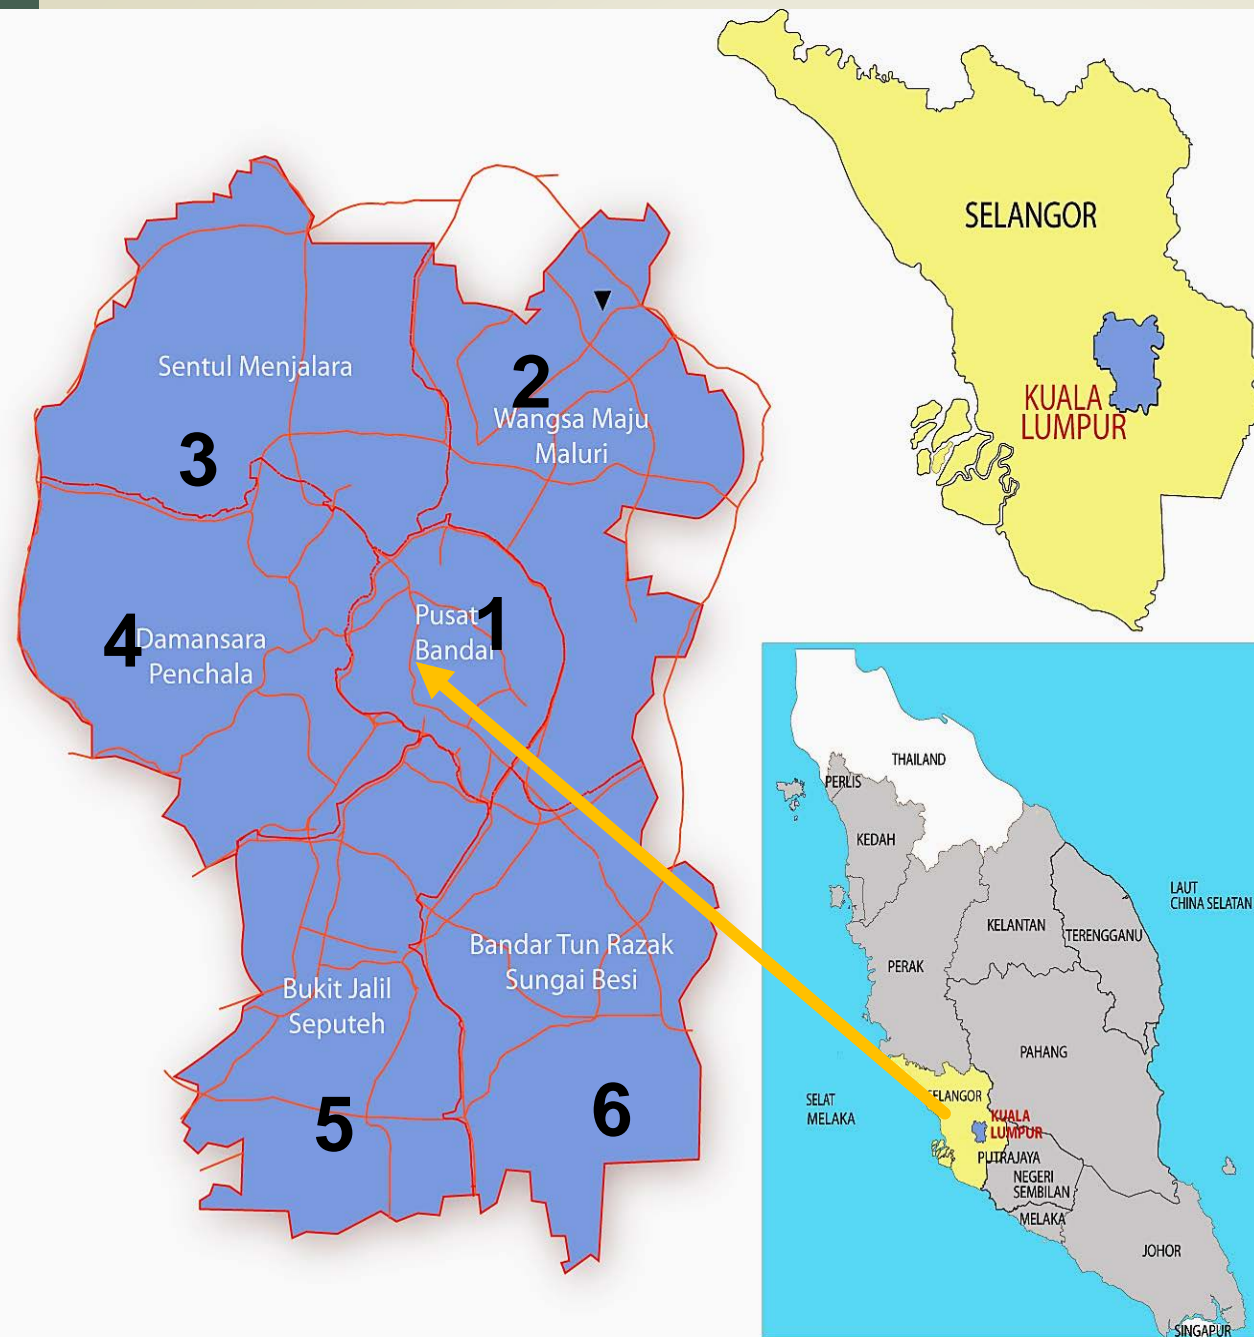 SELANGOR
KUALA
LUMPUR
Sentul Menjalara
3
2
Wangsa Maju
Maluri
4
Damansara
Penchala
Pusat
Bandar
1
Bukit Jalil
Seputeh
5
Bandar Tun Razak
Sungai Besi
6
THAILAND
PERLIS
KEDAH
LAUT
CHINA SELATAN
KELANTAN
TERENGGANU
PERAK
PAHANG
SELAT
MELAKA
SELANGOR
KUALA
LUMPUR
PUTRAJAYA
NEGERI
SEMBILAN
MELAKA
JOHOR
SINGAPUR